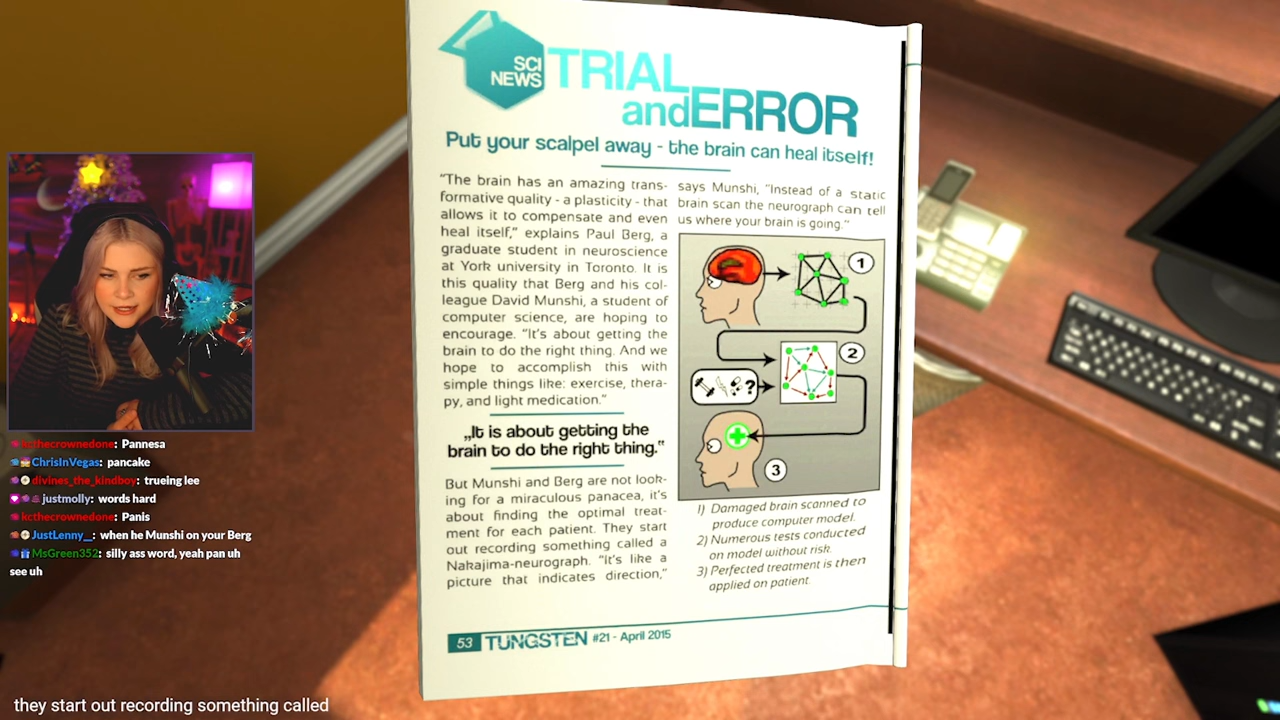 SCI
NEWS
TRIAL
andERROR
Put your scalpel away - the brain can heal itself!
"The brain has an amazing trans-
formative quality - a plasticity - that
allows it to compensate and even
heal itself," explains Paul Berg, a
graduate student in neuroscience
at York university in Toronto. It is
this quality that Berg and his col-
league David Munshi, a student of
computer science, are hoping to
encourage. "It's about getting the
brain to do the right thing. And we
hope to accomplish this with
simple things like: exercise, thera-
py, and light medication."
„It is about getting the
brain to do the right thing."
But Munshi and Berg are not look-
ing for a miraculous panacea, it's
about finding the optimal treat-
ment for each patient. They start
out recording something called a
Nakajima-neurograph. "It's like a
picture that indicates direction,"
says Munshi, "Instead of a static
brain scan the neurograph can tell
us where your brain is going."
1
2
?
3
1) Damaged brain scanned to
produce computer model.
2) Numerous tests conducted
on model without risk.
3) Perfected treatment is then
applied on patient.
53 TUNGSTEN #21 - April 2015
kcthecrownedone: Pannesa
ChrisInVegas: pancake
divines_the_kindboy: trueing lee
justmolly: words hard
kcthecrownedone: Panis
JustLenny__: when he Munshi on your Berg
MsGreen352: silly ass word, yeah pan uh
see uh
they start out recording something called